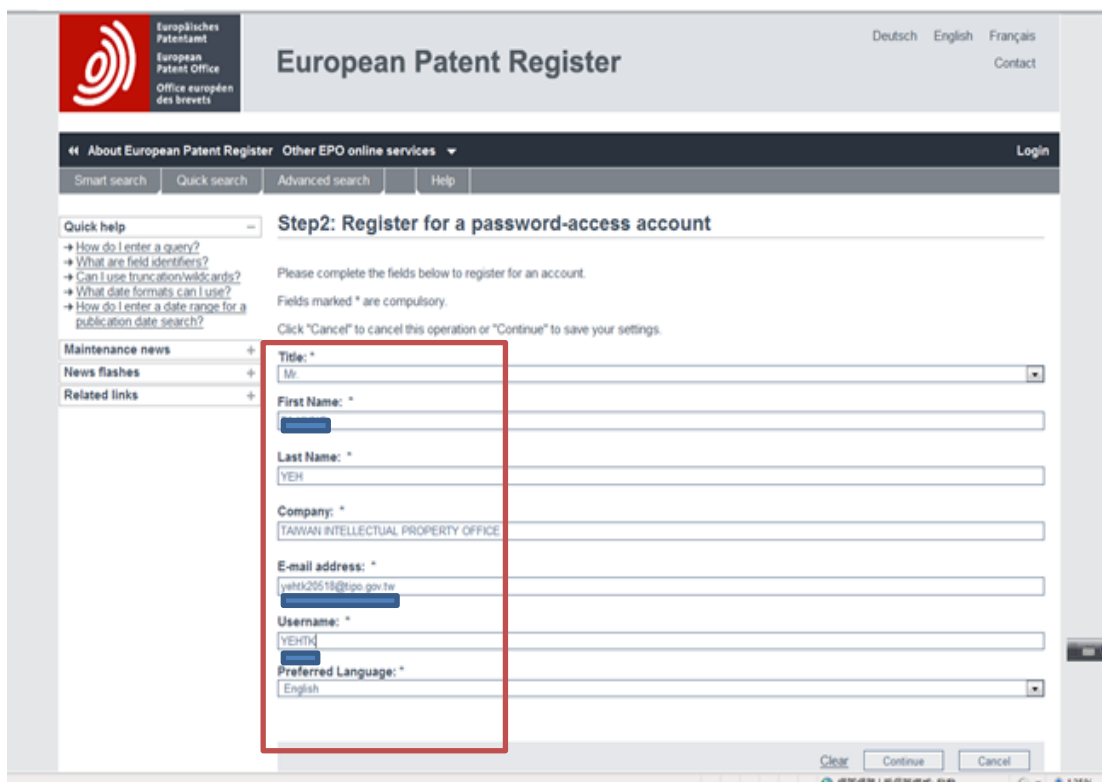 Europäisches
Patentamt
European
Patent Office
Office européen
des brevets
European Patent Register
Deutsch English Français
Contact
About European Patent Register Other EPO online services
Login
Smart search Quick search Advanced search Help
Quick help
How do I enter a query?
What are field identifiers?
Can I use truncation/wildcards?
What date formats can I use?
How do I enter a date range for a
publication date search?
Maintenance news
News flashes
Related links
Step2: Register for a password-access account
Please complete the fields below to register for an account.
Fields marked * are compulsory.
Click "Cancel" to cancel this operation or "Continue" to save your settings.
Title: *
Mr.
First Name: *
Last Name: *
YEH
Company: *
TAIWAN INTELLECTUAL PROPERTY OFFICE
E-mail address: *
yehtk20518@tipo.gov.tw
Username: *
YEHTK
Preferred Language: *
English
Clear Continue Cancel
125%